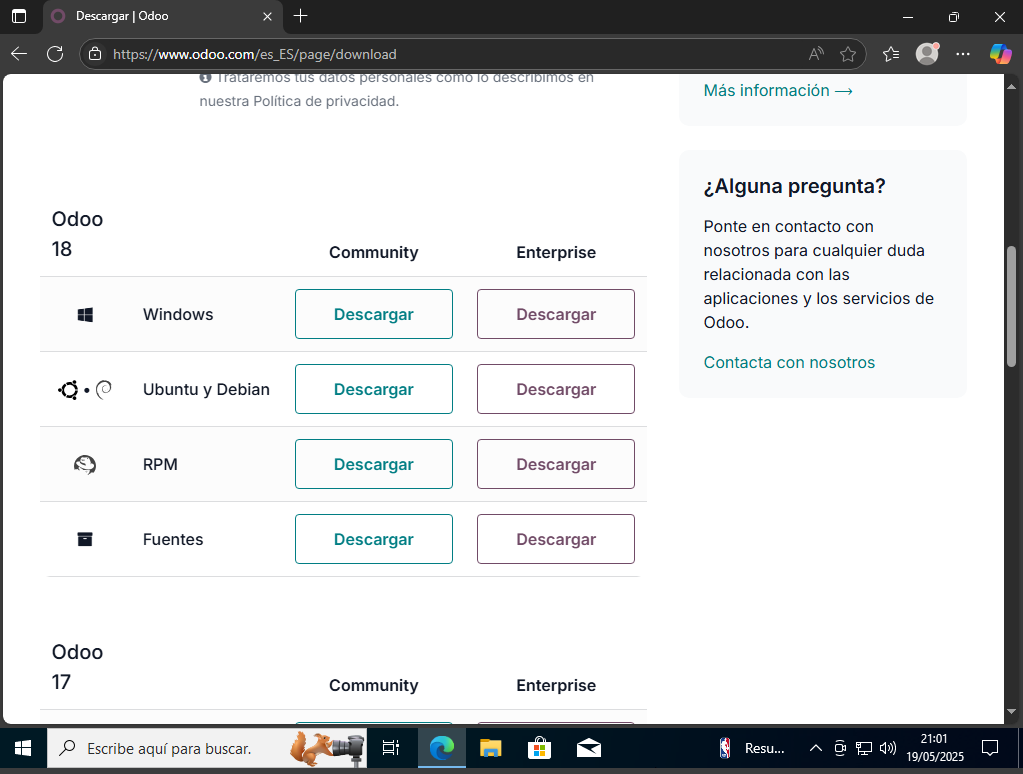 Descargar | Odoo
https://www.odoo.com/es_ES/page/download
Trataremos tus datos personales como lo describimos en
nuestra Política de privacidad.
Más información →
¿Alguna pregunta?
Ponte en contacto con
nosotros para cualquier duda
relacionada con las
aplicaciones y los servicios de
Odoo.
Contacta con nosotros
Odoo
18
Community Enterprise
Windows Descargar Descargar
Ubuntu y Debian Descargar Descargar
RPM Descargar Descargar
Fuentes Descargar Descargar
Odoo
17
Community Enterprise
Escribe aquí para buscar.
Resu...
21:01
19/05/2025